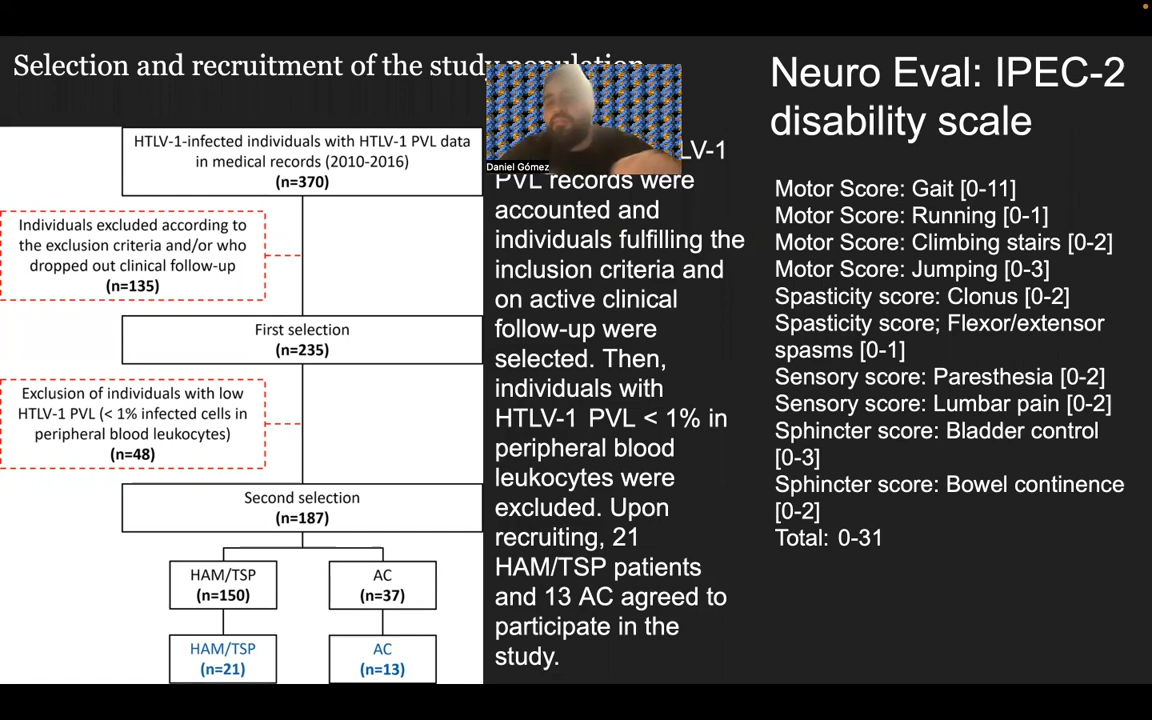 Selection and recruitment of the study population
HTLV-1-infected individuals with HTLV-1 PVL data
in medical records (2010-2016)
(n=370)
Individuals excluded according to
the exclusion criteria and/or who
dropped out clinical follow-up
(n=135)
First selection
(n=235)
Exclusion of individuals with low
HTLV-1 PVL (< 1% infected cells in
peripheral blood leukocytes)
(n=48)
Second selection
(n=187)
HAM/TSP
(n=150)
AC
(n=37)
HAM/TSP
(n=21)
AC
(n=13)
Daniel Gómez
LV-1
PVL records were
accounted and
individuals fulfilling the
inclusion criteria and
on active clinical
follow-up were
selected. Then,
individuals with
HTLV-1 PVL < 1% in
peripheral blood
leukocytes were
excluded. Upon
recruiting, 21
HAM/TSP patients
and 13 AC agreed to
participate in the
study.
Neuro Eval: IPEC-2
disability scale
Motor Score: Gait [0-11]
Motor Score: Running [0-1]
Motor Score: Climbing stairs [0-2]
Motor Score: Jumping [0-3]
Spasticity score: Clonus [0-2]
Spasticity score; Flexor/extensor
spasms [0-1]
Sensory score: Paresthesia [0-2]
Sensory score: Lumbar pain [0-2]
Sphincter score: Bladder control
[0-3]
Sphincter score: Bowel continence
[0-2]
Total: 0-31